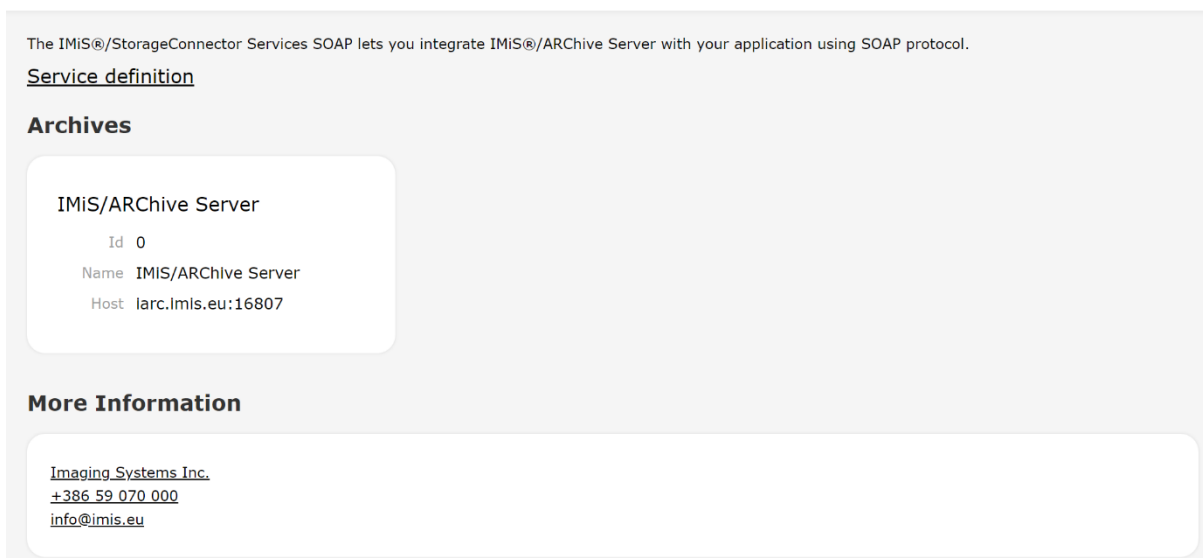 The IMiS®/StorageConnector Services SOAP lets you integrate IMiS®/ARChive Server with your application using SOAP protocol.
Service definition
Archives
IMiS/ARChive Server
Id 0
Name IMiS/ARChive Server
Host iarc.imis.eu:16807
More Information
Imaging Systems Inc.
+386 59 070 000
info@imis.eu